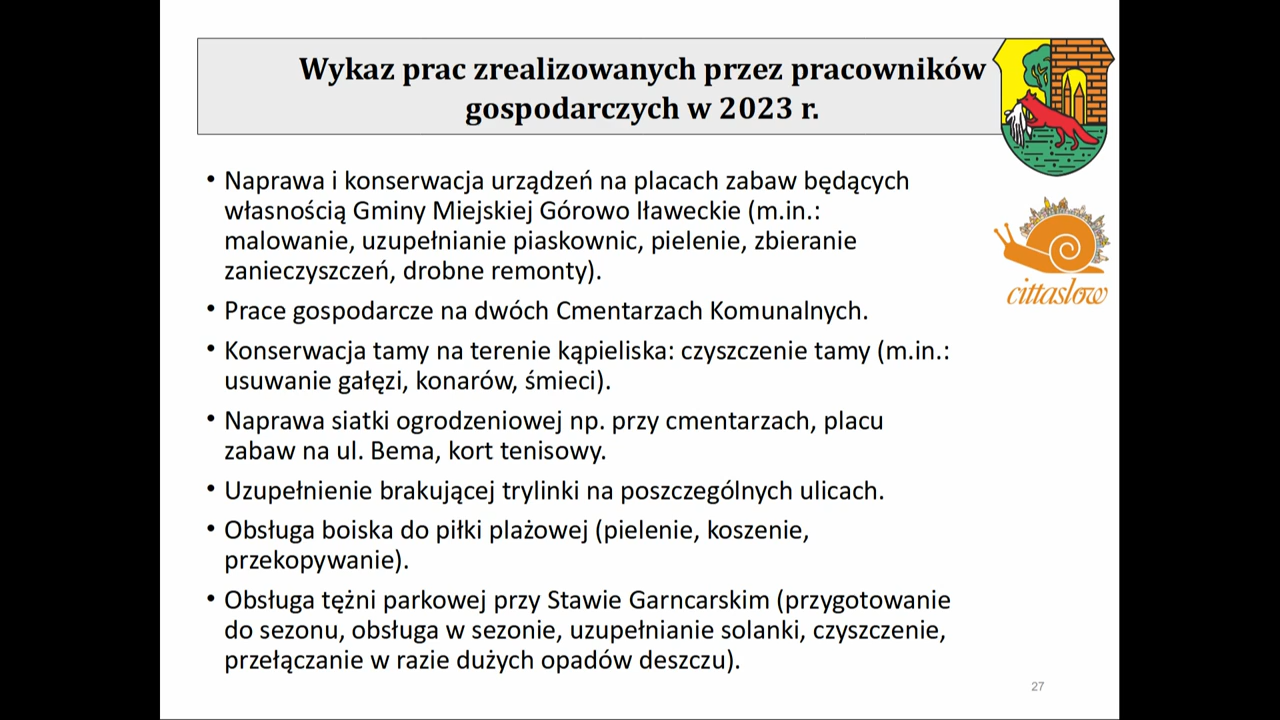 Wykaz prac zrealizowanych przez pracowników
gospodarczych w 2023 r.
• Naprawa i konserwacja urządzeń na placach zabaw będących
własnością Gminy Miejskiej Górowo Iławeckie (m.in.:
malowanie, uzupełnianie piaskownic, pielenie, zbieranie
zanieczyszczeń, drobne remonty).
• Prace gospodarcze na dwóch Cmentarzach Komunalnych.
• Konserwacja tamy na terenie kąpieliska: czyszczenie tamy (m.in.:
usuwanie gałęzi, konarów, śmieci).
• Naprawa siatki ogrodzeniowej np. przy cmentarzach, placu
zabaw na ul. Bema, kort tenisowy.
• Uzupełnienie brakującej trylinki na poszczególnych ulicach.
• Obsługa boiska do piłki plażowej (pielenie, koszenie,
przekopywanie).
• Obsługa tężni parkowej przy Stawie Garncarskim (przygotowanie
do sezonu, obsługa w sezonie, uzupełnianie solanki, czyszczenie,
przełączanie w razie dużych opadów deszczu).
cittaslow
27